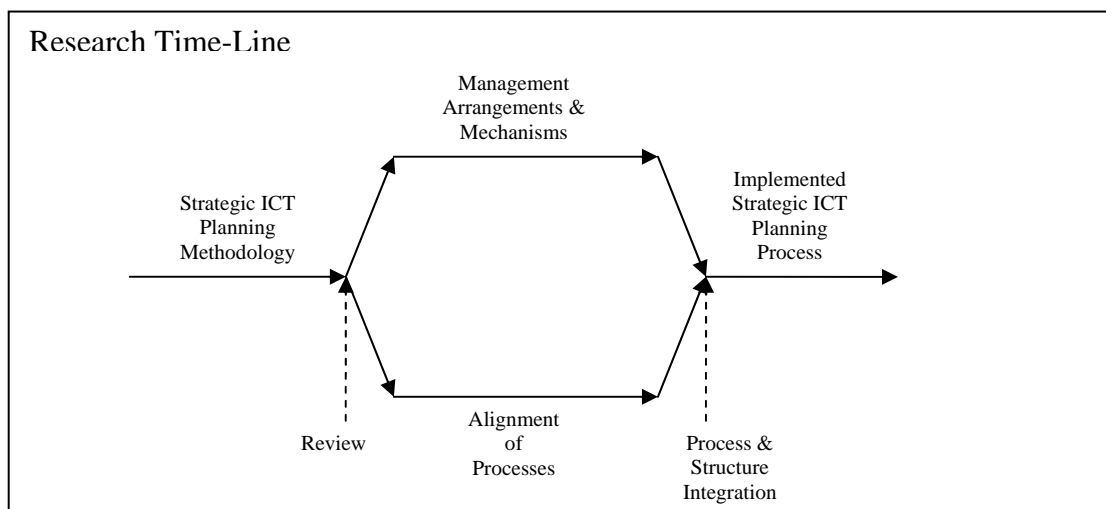 Research Time-Line
Management
Arrangements &
Mechanisms
Strategic ICT
Planning
Methodology
Implemented
Strategic ICT
Planning
Process
Review
Alignment
of
Processes
Process &
Structure
Integration